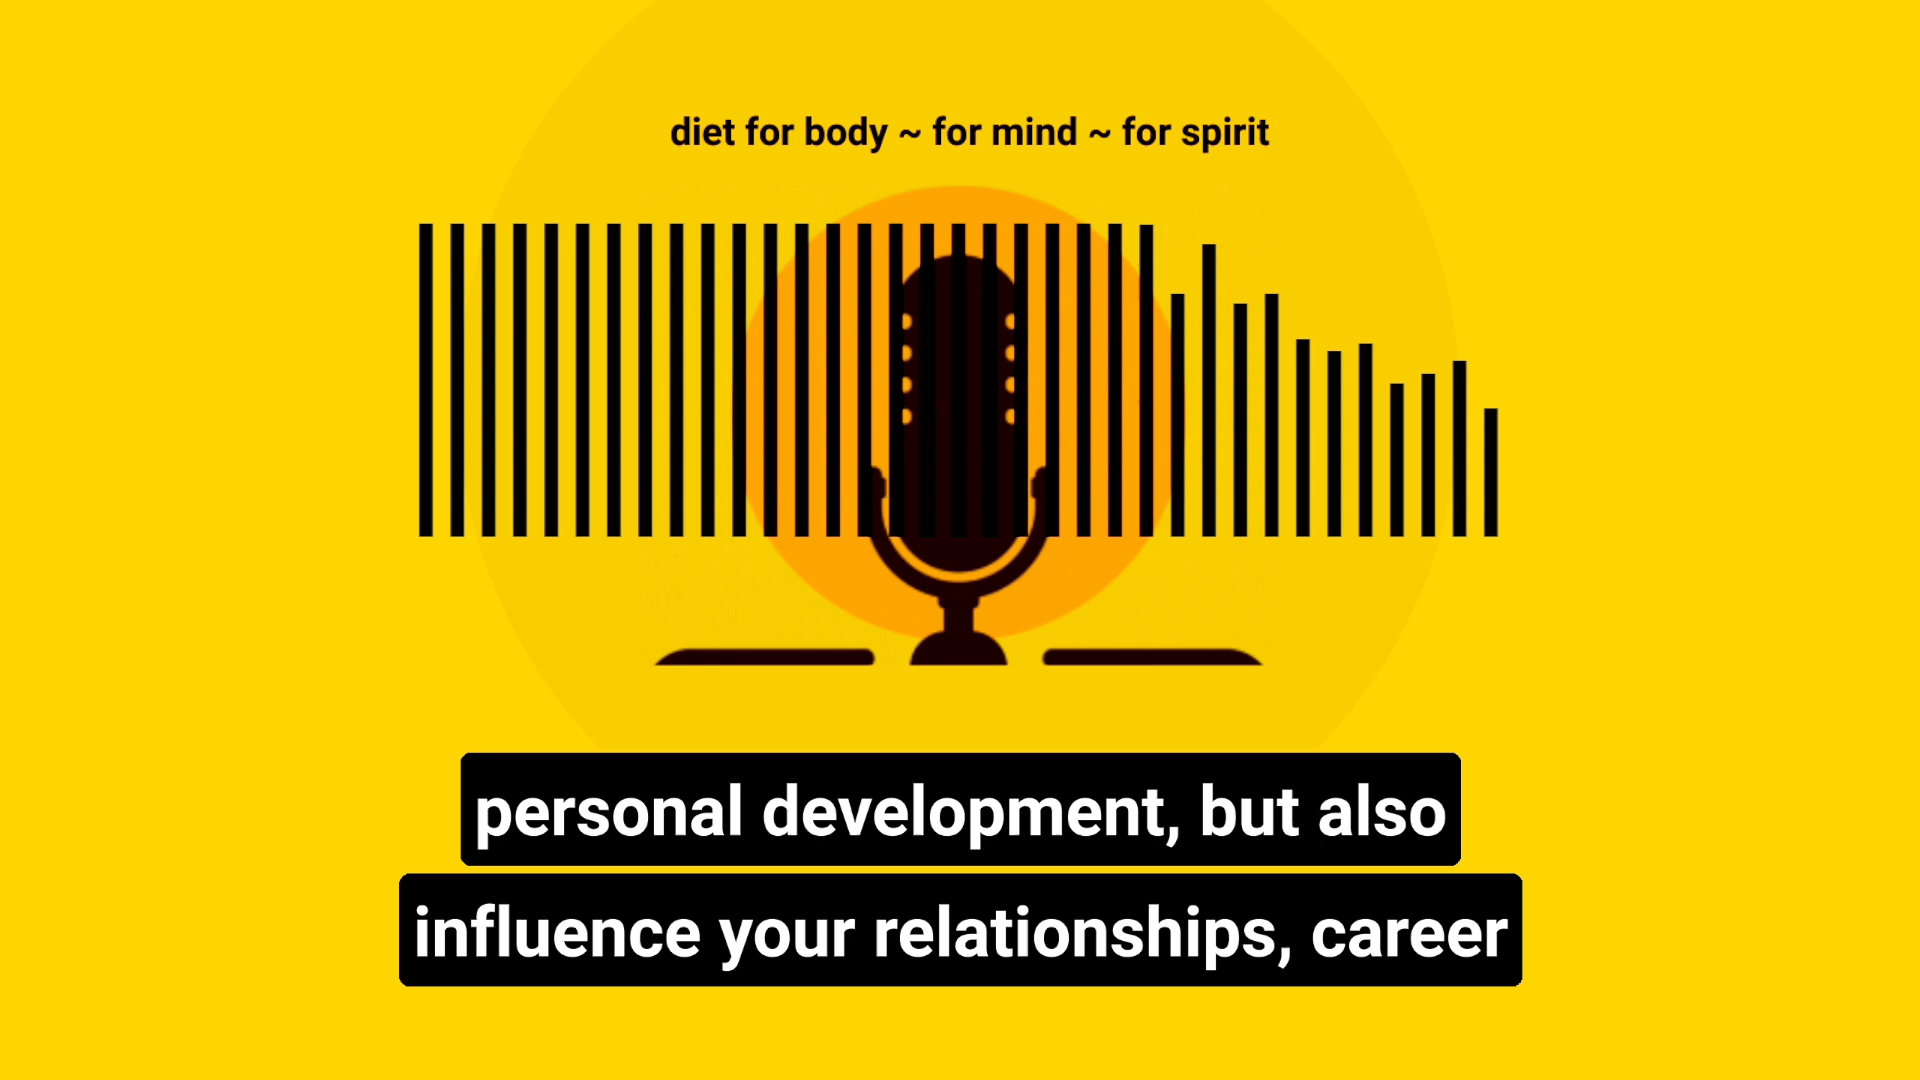 diet for body ~ for mind ~ for spirit
personal development, but also
influence your relationships, career